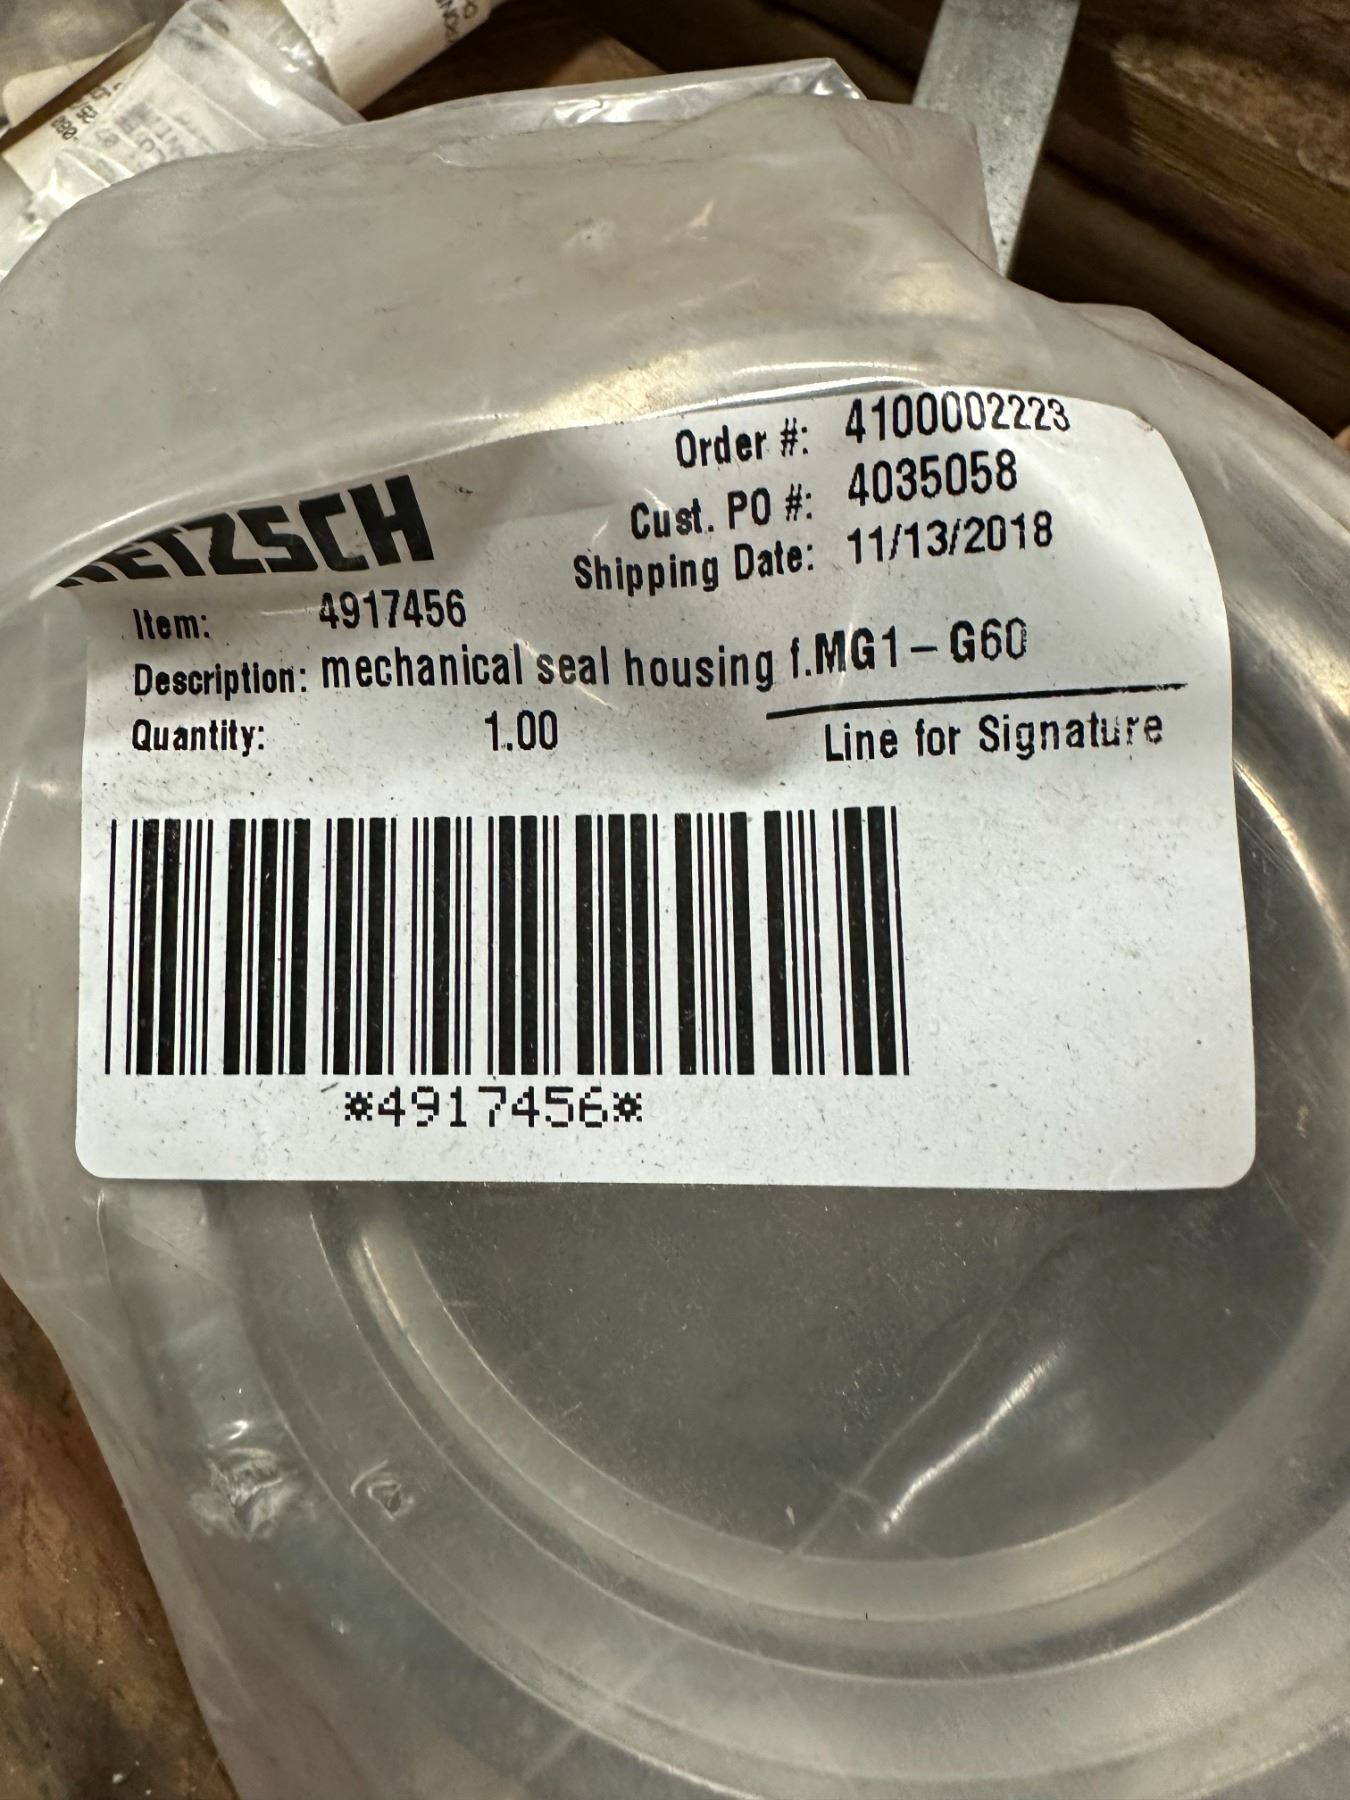 Order #: 4100002223
Cust. PO #: 4035058
Shipping Date: 11/13/2018
NETZSCH
Item: 4917456
Description: mechanical seal housing f.MG1-G60
Quantity: 1.00
Line for Signature
*4917456*